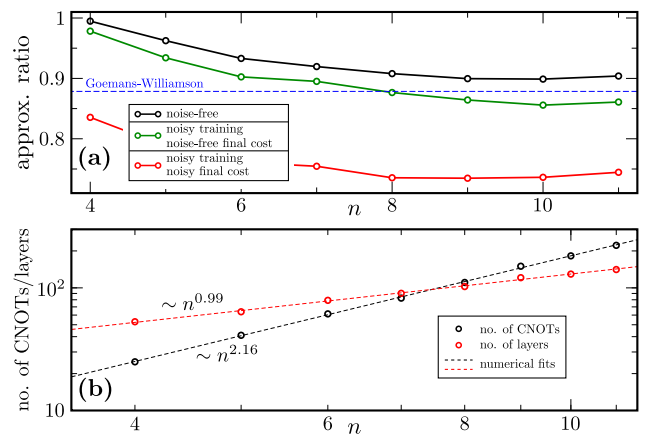 1
0.9
0.8
approx. ratio
Goemans-Williamson
noise-free
noisy training
noise-free final cost
noisy training
noisy final cost
(a)
4 6 8 10
n
no. of CNOTs/layers
10²
10
∼ n^0.99
∼ n^2.16
no. of CNOTs
no. of layers
numerical fits
(b)
4 6 8 10
n